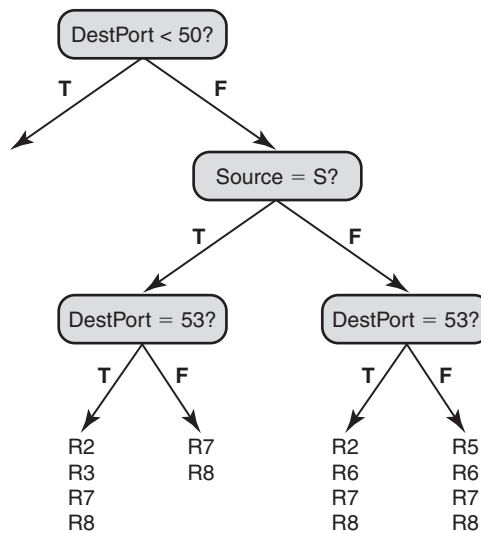 DestPort < 50?
T F
Source = S?
T F
DestPort = 53? DestPort = 53?
T F T F
R2 R7 R2 R5
R3 R8 R6 R6
R7 R7 R7
R8 R8 R8